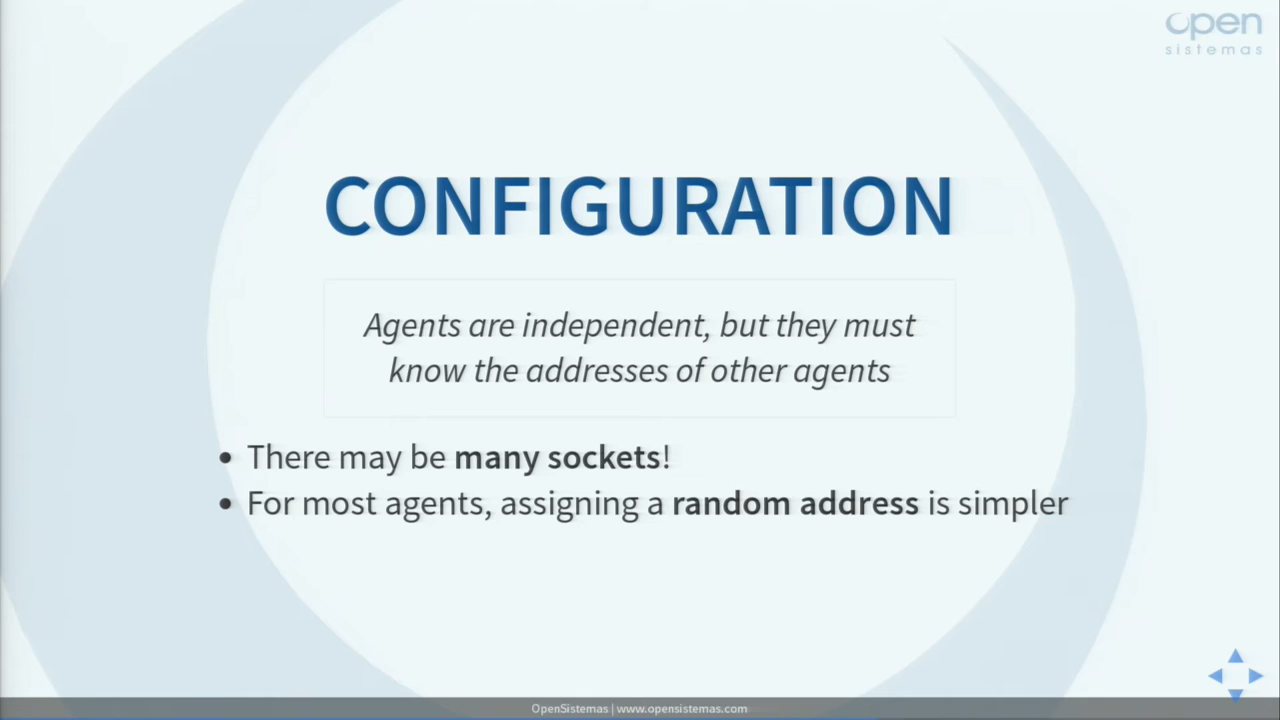 open
sistemas
CONFIGURATION
Agents are independent, but they must
know the addresses of other agents
• There may be many sockets!
• For most agents, assigning a random address is simpler
OpenSistemas | www.opensistemas.com